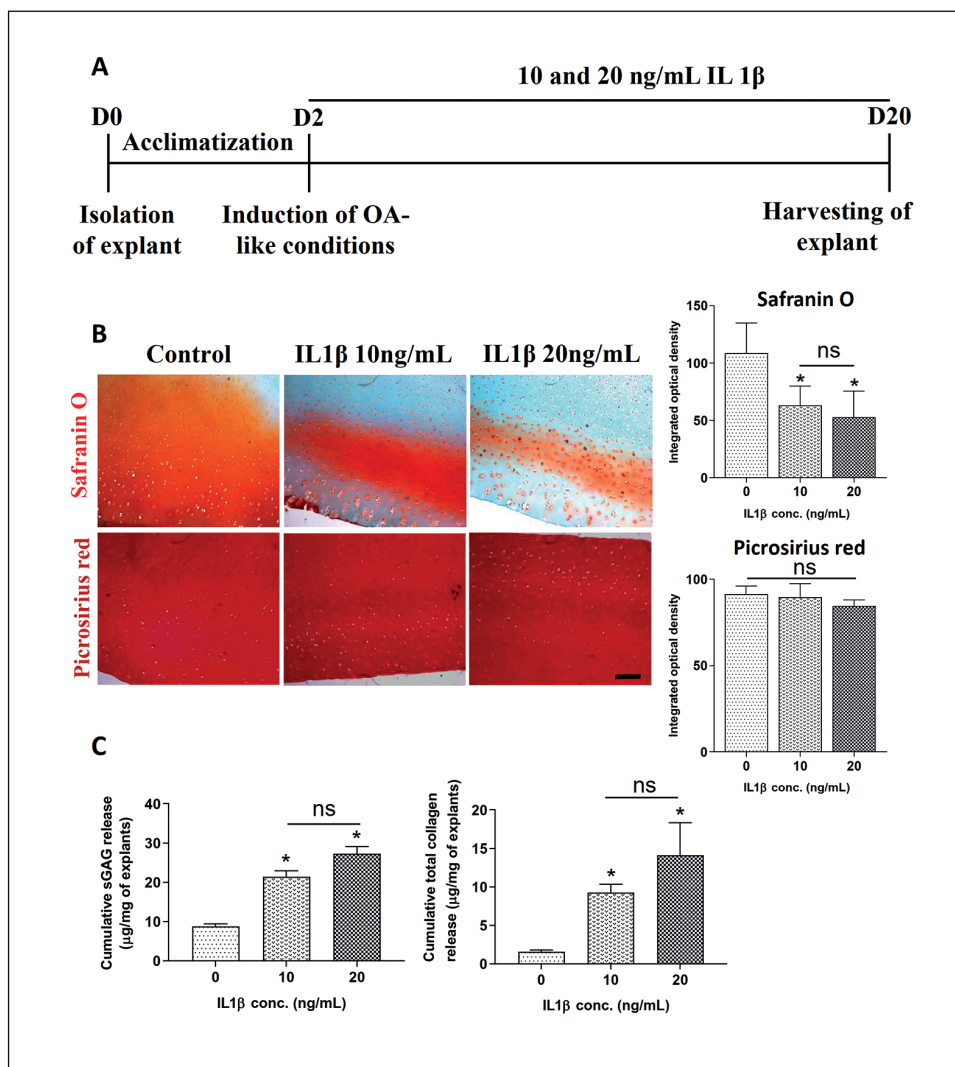 A
10 and 20 ng/mL IL 1β
D0
D2
D20
Acclimatization
Isolation
of explant
Induction of OA-
like conditions
Harvesting of
explant
B
Control
IL1β 10ng/mL
IL1β 20ng/mL
Safranin O
Picrosirius red
Safranin O
Integrated optical density
150
100
50
0
ns
*
*
0
10
20
IL1β conc. (ng/mL)
Picrosirius red
Integrated optical density
100
50
0
ns
0
10
20
IL1β conc. (ng/mL)
C
Cumulative sGAG release
(µg/mg of explants)
40
30
20
10
0
ns
*
*
0
10
20
IL1β conc. (ng/mL)
Cumulative total collagen
release (µg/mg of explants)
20
15
10
5
0
ns
*
*
0
10
20
IL1β conc. (ng/mL)